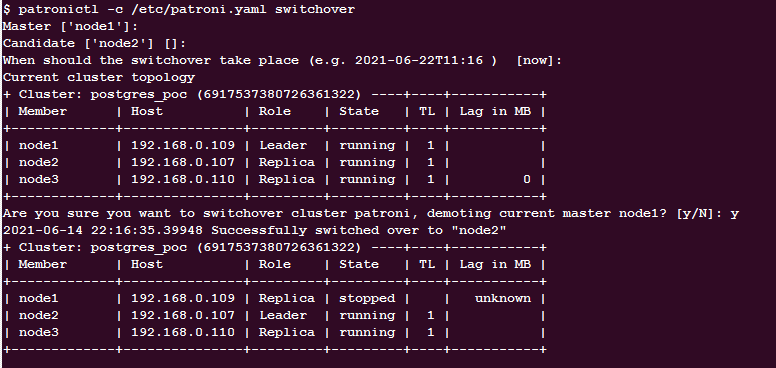 $ patronictl -c /etc/patroni.yaml switchover
Master ['node1']:
Candidate ['node2'] []:
When should the switchover take place (e.g. 2021-06-22T11:16 )  [now]:
Current cluster topology
+ Cluster: postgres_poc (6917537380726361322) ----+----+-----------+
| Member      | Host          | Role    | State   | TL | Lag in MB |
+-------------+---------------+---------+---------+----+-----------+
| node1       | 192.168.0.109 | Leader  | running |  1 |           |
| node2       | 192.168.0.107 | Replica | running |  1 |           |
| node3       | 192.168.0.110 | Replica | running |  1 |         0 |
+-------------+---------------+---------+---------+----+-----------+
Are you sure you want to switchover cluster patroni, demoting current master node1? [y/N]: y
2021-06-14 22:16:35.39948 Successfully switched over to "node2"
+ Cluster: postgres_poc (6917537380726361322) ----+----+-----------+
| Member      | Host          | Role    | State   | TL | Lag in MB |
+-------------+---------------+---------+---------+----+-----------+
| node1       | 192.168.0.109 | Replica | stopped |    |   unknown |
| node2       | 192.168.0.107 | Leader  | running |  1 |           |
| node3       | 192.168.0.110 | Replica | running |  1 |           |
+-------------+---------------+---------+---------+----+-----------+